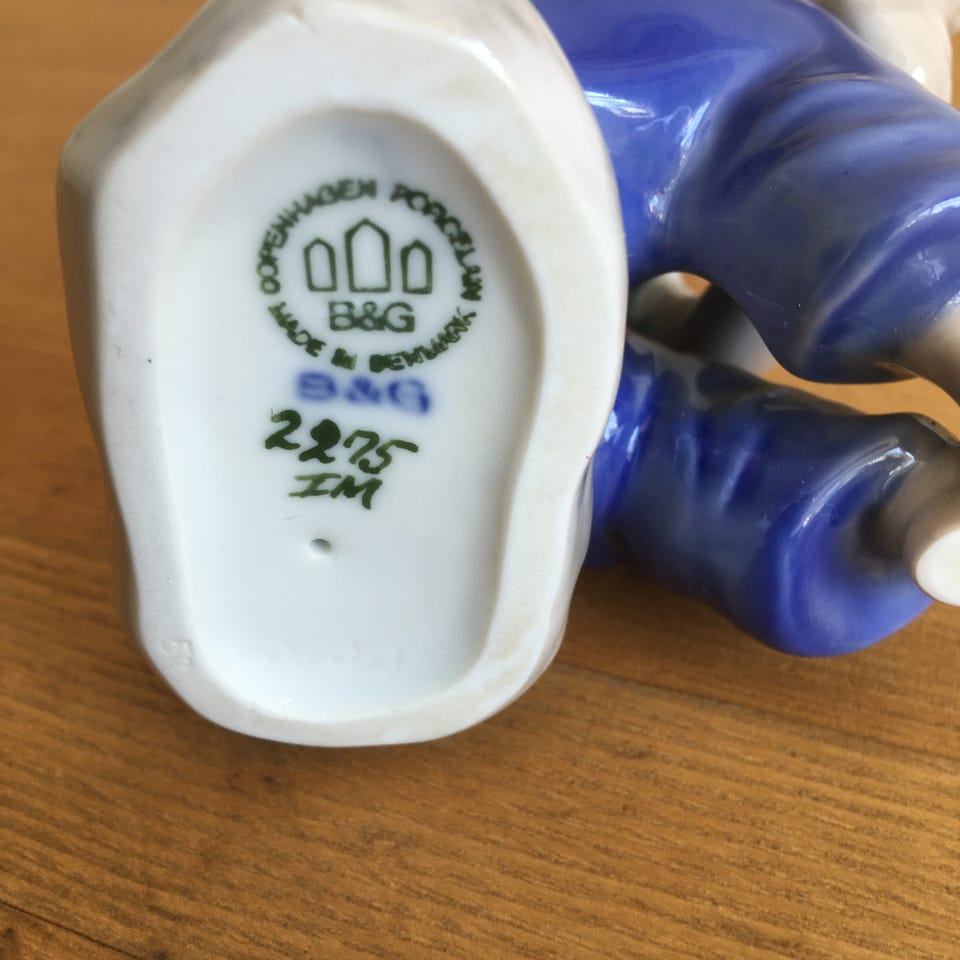 COPENHAGEN PORCELAIN
MADE IN DENMARK
B&G
B&G
2275
IM